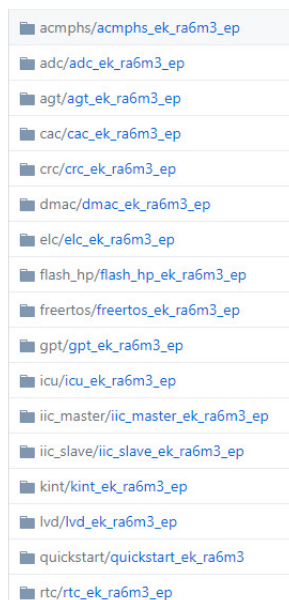 acmphs/acmphs_ek_ra6m3_ep
adc/adc_ek_ra6m3_ep
agt/agt_ek_ra6m3_ep
cac/cac_ek_ra6m3_ep
crc/crc_ek_ra6m3_ep
dmac/dmac_ek_ra6m3_ep
elc/elc_ek_ra6m3_ep
flash_hp/flash_hp_ek_ra6m3_ep
freertos/freertos_ek_ra6m3_ep
gpt/gpt_ek_ra6m3_ep
icu/icu_ek_ra6m3_ep
iic_master/iic_master_ek_ra6m3_ep
iic_slave/iic_slave_ek_ra6m3_ep
kint/kint_ek_ra6m3_ep
lvd/lvd_ek_ra6m3_ep
quickstart/quickstart_ek_ra6m3
rtc/rtc_ek_ra6m3_ep